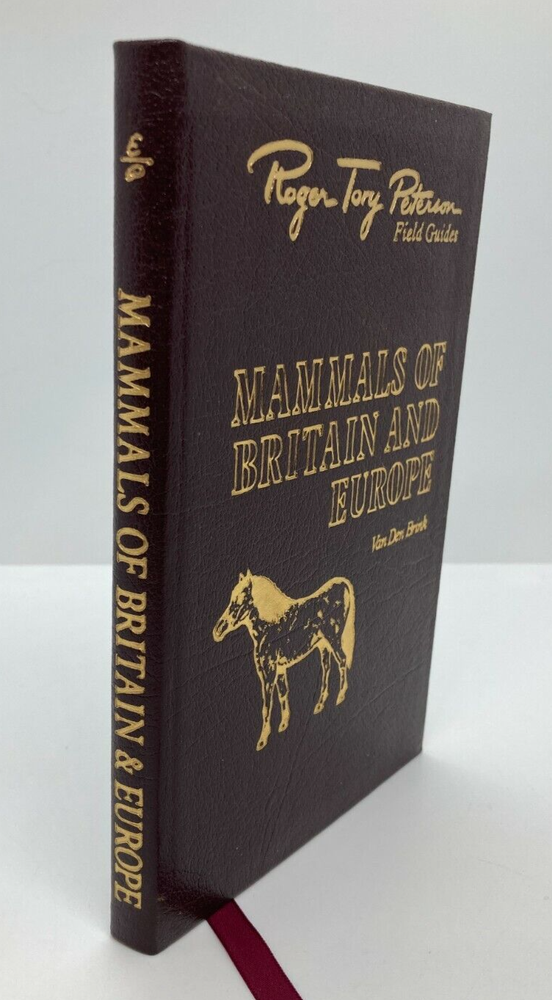 Roger Tory Peterson
Field Guides
MAMMALS OF
BRITAIN AND
EUROPE
Van Den Brink
MAMMALS OF BRITAIN & EUROPE